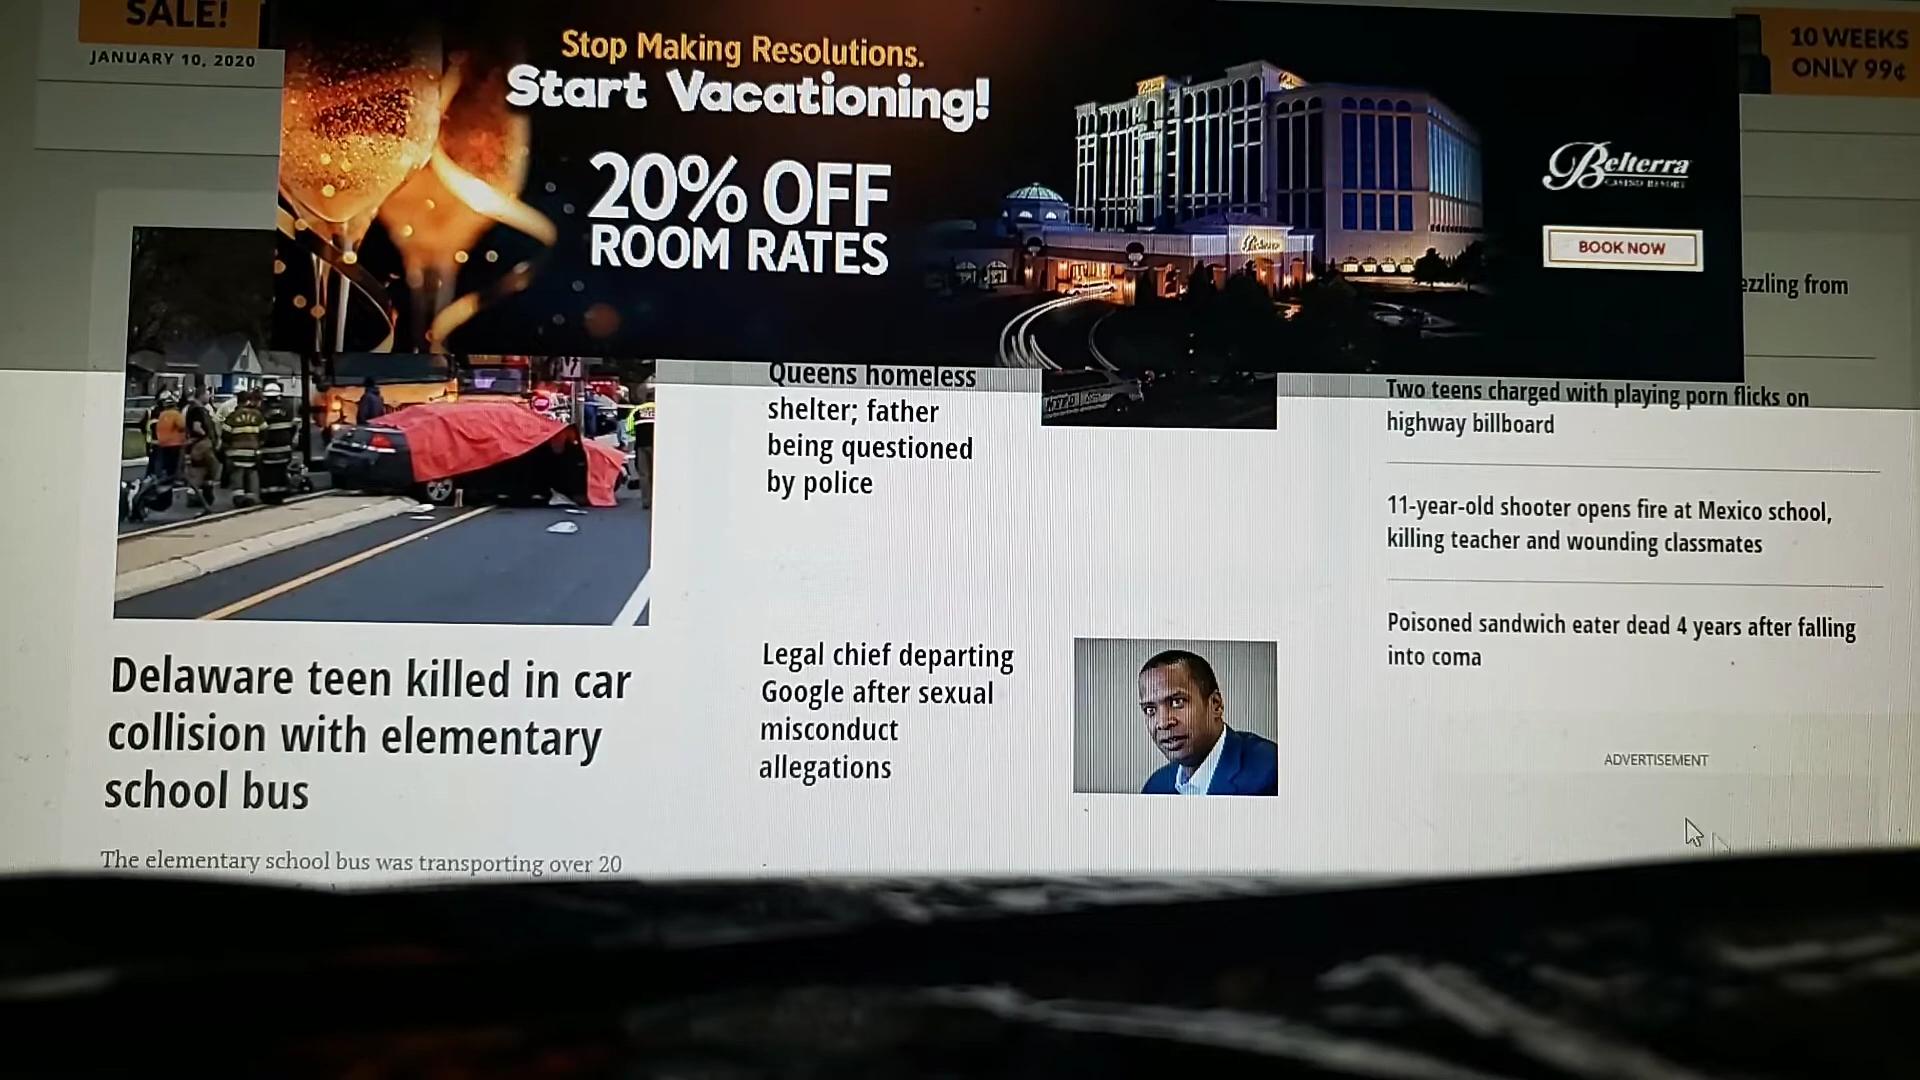 SALE!
JANUARY 10, 2020
Stop Making Resolutions.
Start Vacationing!
20% OFF
ROOM RATES
Belterra
CASINO RESORT
BOOK NOW
10 WEEKS
ONLY 99¢
Delaware teen killed in car
collision with elementary
school bus
The elementary school bus was transporting over 20
Queens homeless
shelter; father
being questioned
by police
Legal chief departing
Google after sexual
misconduct
allegations
ezzling from
Two teens charged with playing porn flicks on
highway billboard
11-year-old shooter opens fire at Mexico school,
killing teacher and wounding classmates
Poisoned sandwich eater dead 4 years after falling
into coma
ADVERTISEMENT